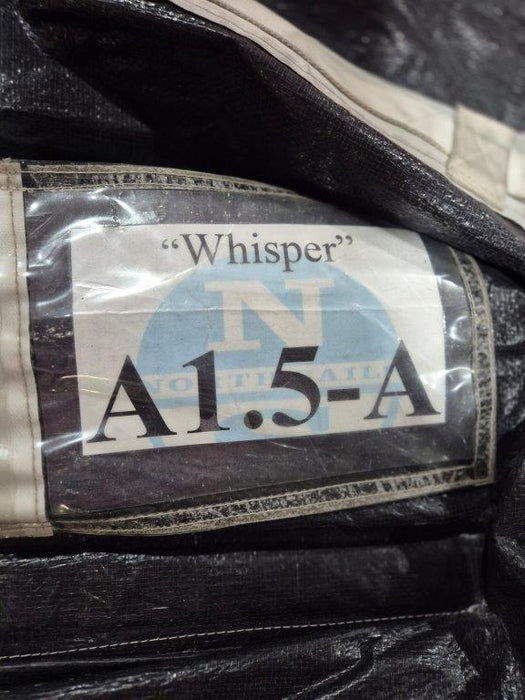 “Whisper”
N
NORTH SAILS
A1.5-A